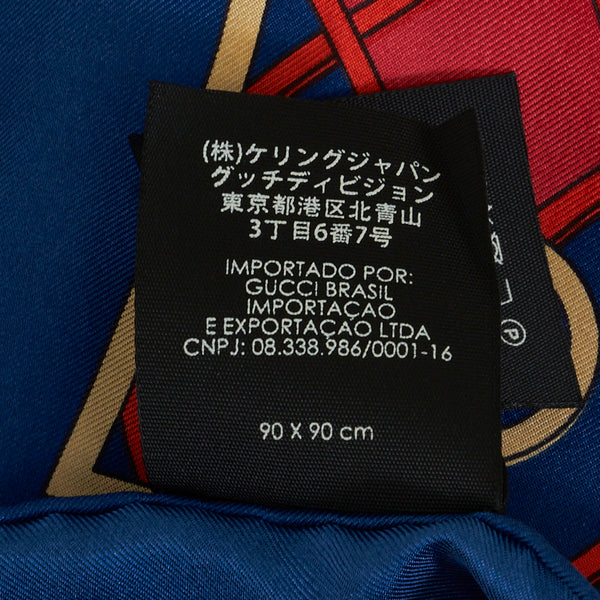 (株)ケリングジャパン
グッチディビジョン
東京都港区北青山
3丁目6番7号
IMPORTADO POR:
GUCCI BRASIL
IMPORTAÇAO
E EXPORTAÇÃO LTDA
CNPJ: 08.338.986/0001-16
90 X 90 cm
P